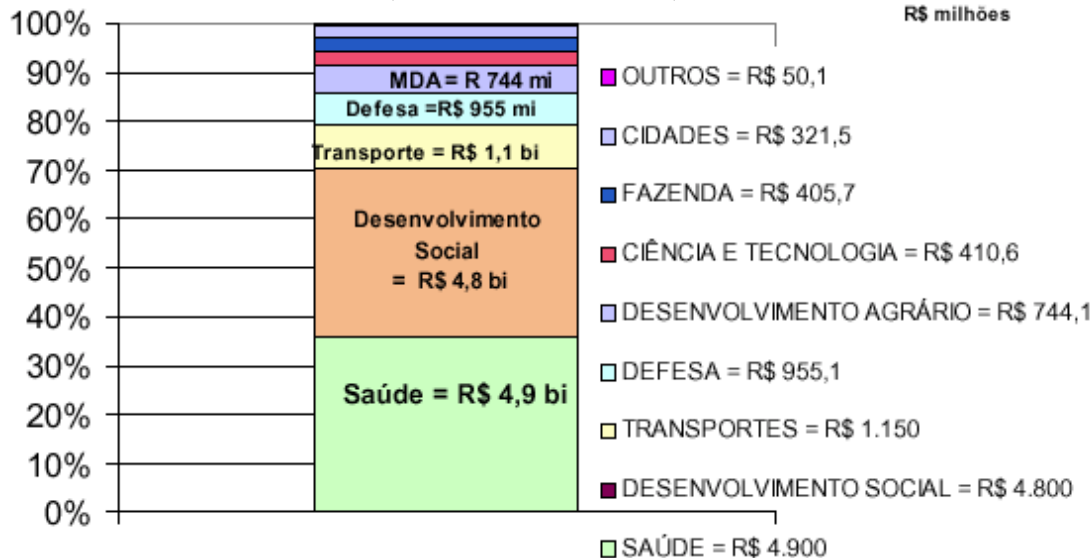 R$ milhões
100%
90%
80%
70%
60%
50%
40%
30%
20%
10%
0%
MDA = R 744 mi
Defesa =R$ 955 mi
Transporte = R$ 1,1 bi
Desenvolvimento
Social
= R$ 4,8 bi
Saúde = R$ 4,9 bi
OUTROS = R$ 50,1
CIDADES = R$ 321,5
FAZENDA = R$ 405,7
CIÊNCIA E TECNOLOGIA = R$ 410,6
DESENVOLVIMENTO AGRÁRIO = R$ 744,1
DEFESA = R$ 955,1
TRANSPORTES = R$ 1.150
DESENVOLVIMENTO SOCIAL = R$ 4.800
SAÚDE = R$ 4.900